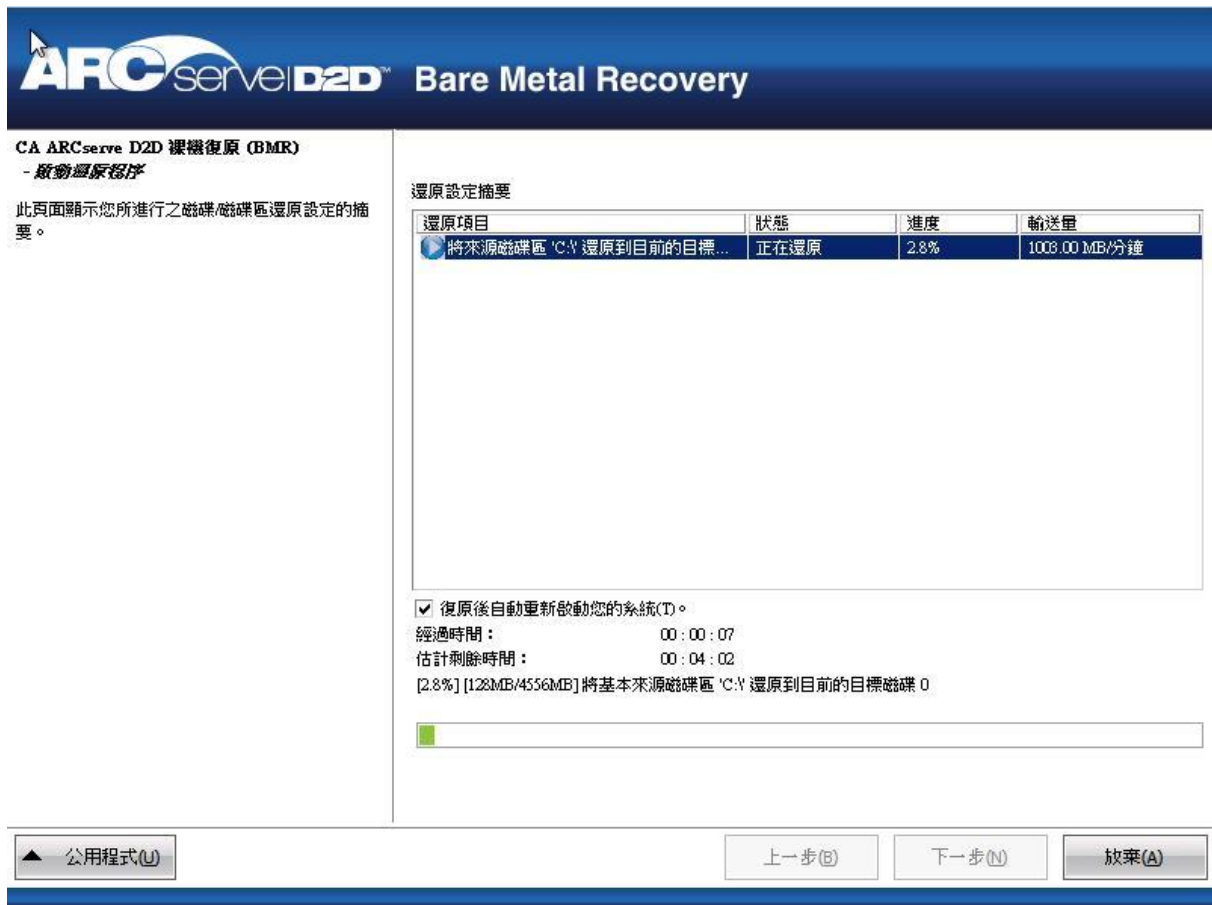 ARCserve D2D™ Bare Metal Recovery
CA ARCserve D2D 裸機復原 (BMR)
- 啟動還原程序
此頁面顯示您所進行之磁碟/磁碟區還原設定的摘
要。
還原設定摘要
還原項目 狀態 進度 輸送量
將來源磁碟區 'C:\' 還原到目前的目標... 正在還原 2.8% 1003.00 MB/分鐘
復原後自動重新啟動您的系統(T)。
經過時間： 00 : 00 : 07
估計剩餘時間： 00 : 04 : 02
[2.8%] [128MB/4556MB] 將基本來源磁碟區 'C:\' 還原到目前的目標磁碟 0
公用程式(U) 上一步(B) 下一步(N) 放棄(A)